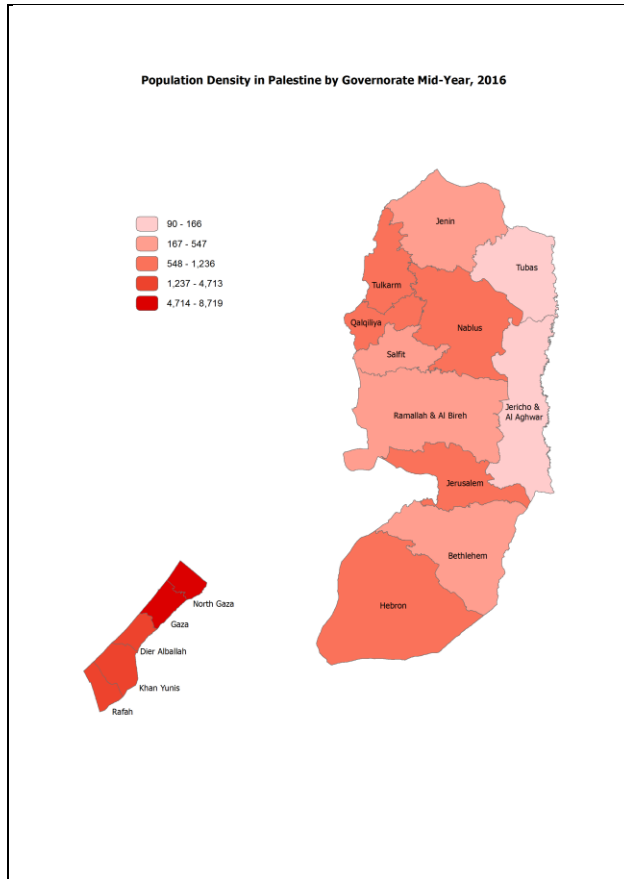 Population Density in Palestine by Governorate Mid-Year, 2016
90 - 166
167 - 547
548 - 1,236
1,237 - 4,713
4,714 - 8,719
Jenin
Tubas
Tulkarm
Qalqiliya
Nablus
Salfit
Ramallah & Al Bireh
Jericho &
Al Aghwar
Jerusalem
Bethlehem
Hebron
North Gaza
Gaza
Dier Alballah
Khan Yunis
Rafah